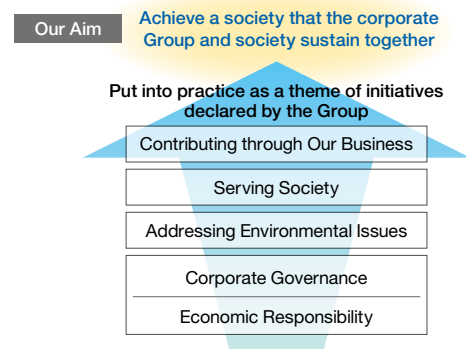 Our Aim
Achieve a society that the corporate
Group and society sustain together
Put into practice as a theme of initiatives
declared by the Group
Contributing through Our Business
Serving Society
Addressing Environmental Issues
Corporate Governance
Economic Responsibility